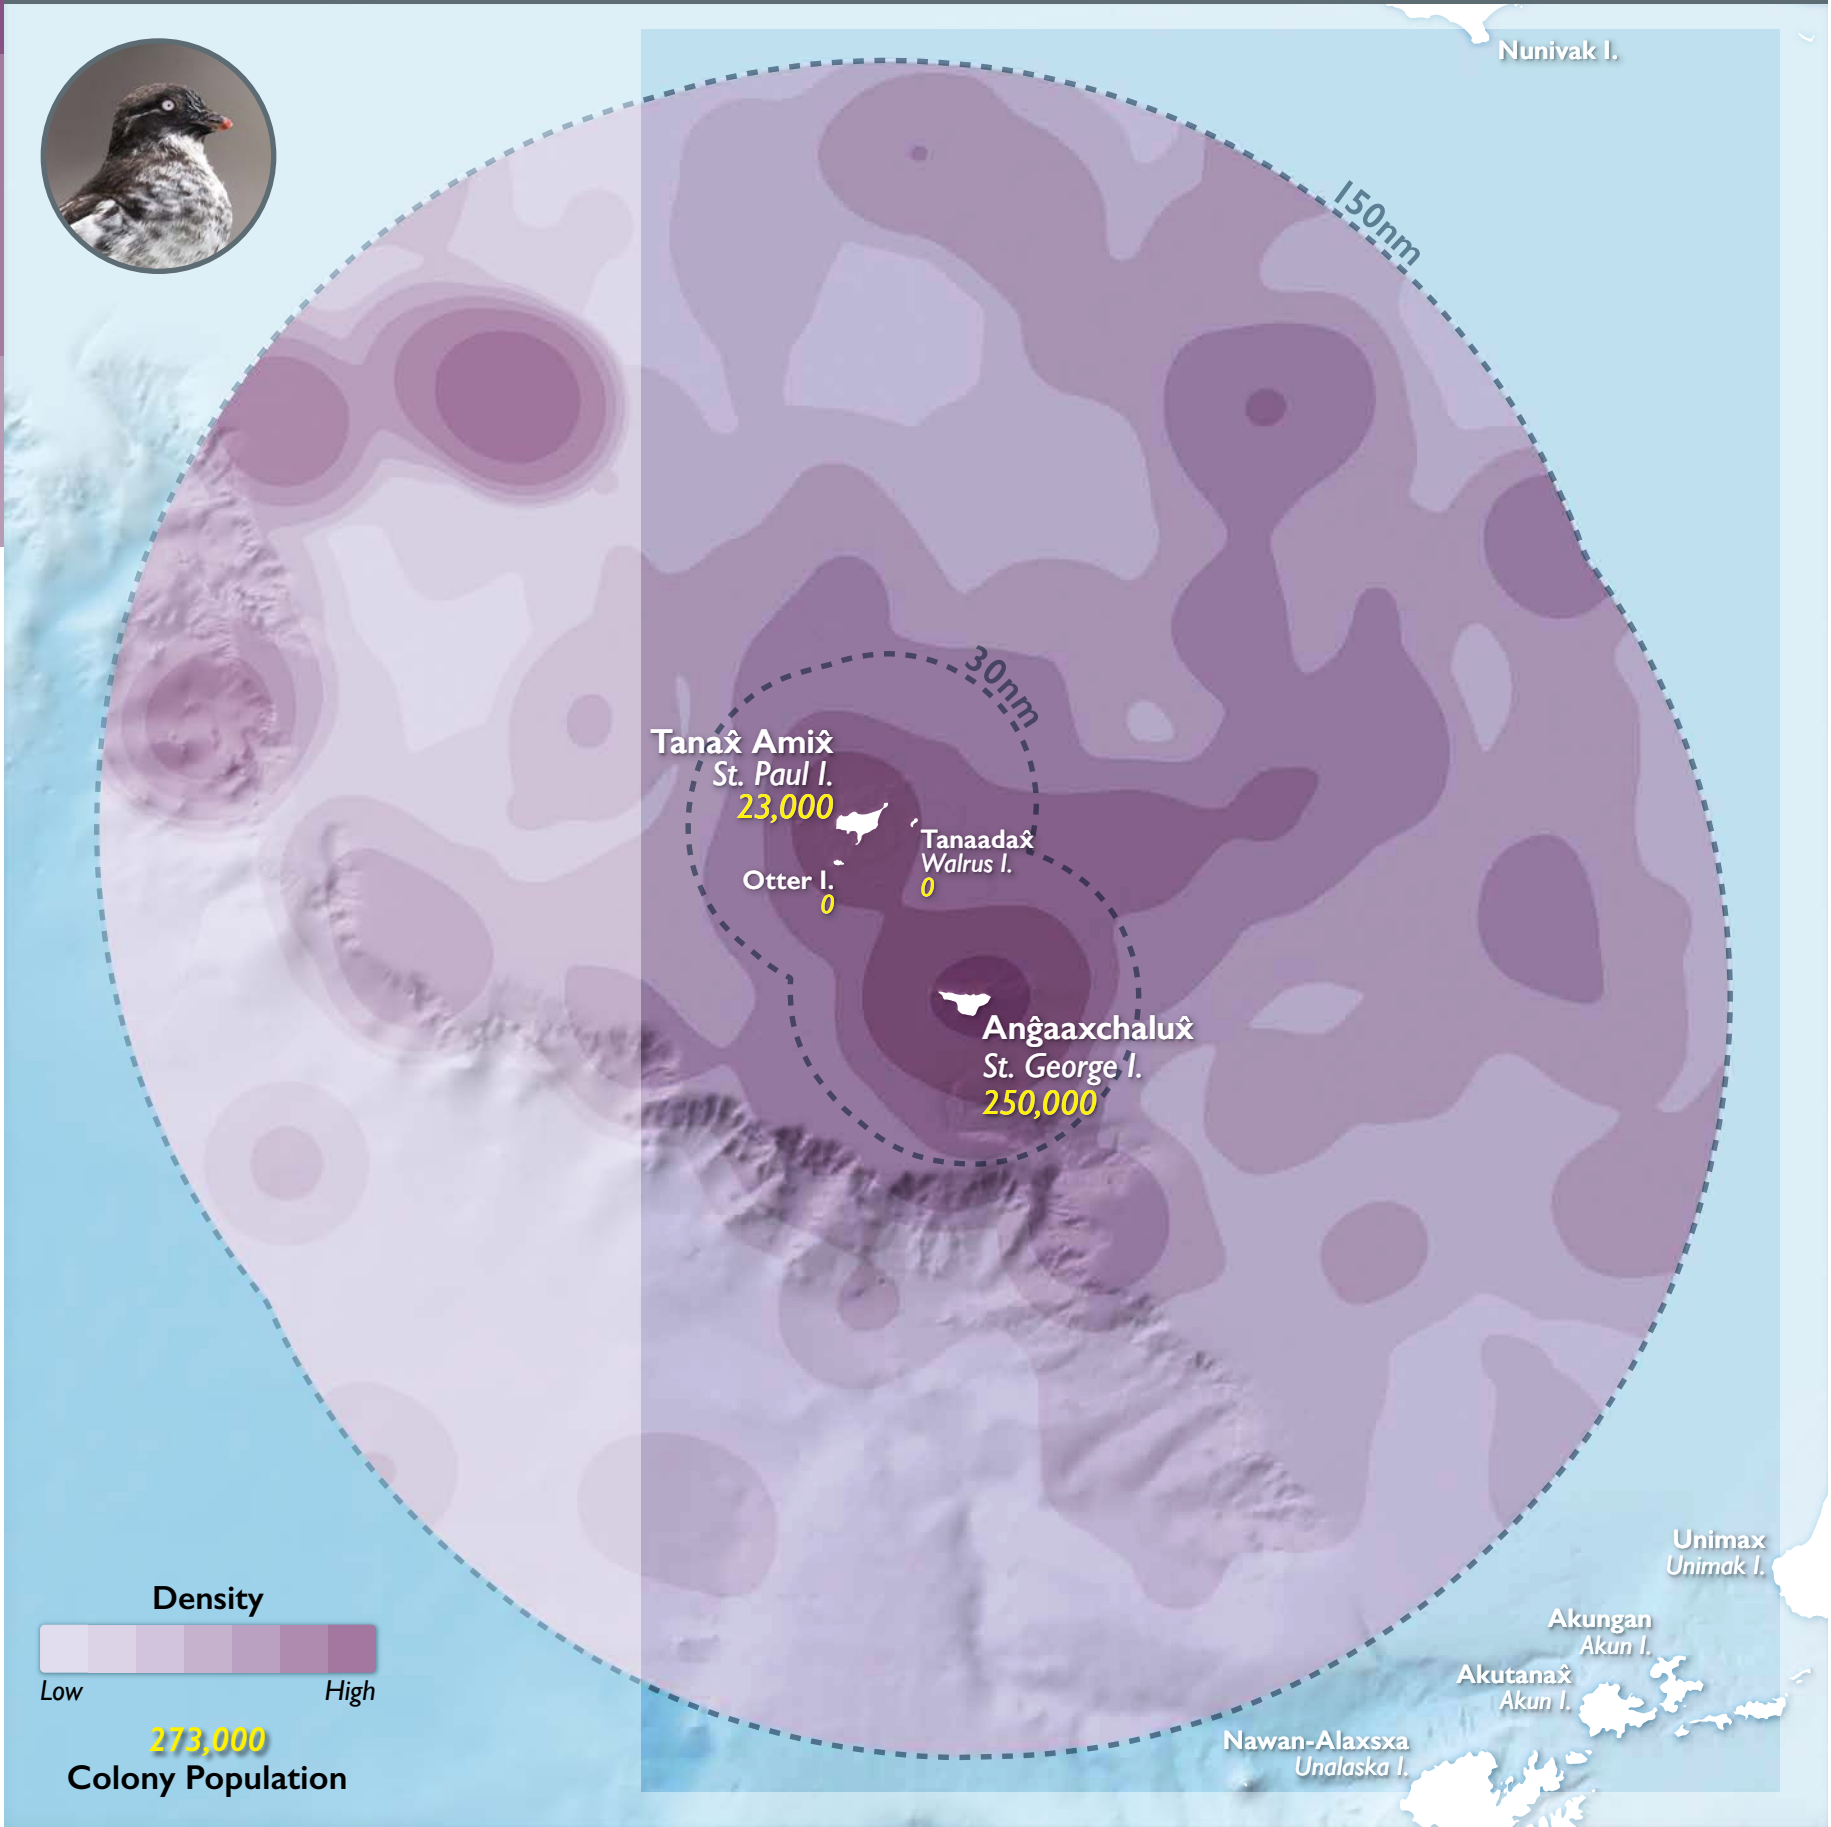 Nunivak I.
150nm
30nm
Tanax̂ Amix̂
St. Paul I.
23,000
Tanaadax̂
Walrus I.
0
Otter I.
0
Anĝaaxchalux̂
St. George I.
250,000
Unimax
Unimak I.
Akungan
Akun I.
Akutanax̂
Akun I.
Nawan-Alaxsxa
Unalaska I.
Density
Low High
273,000
Colony Population